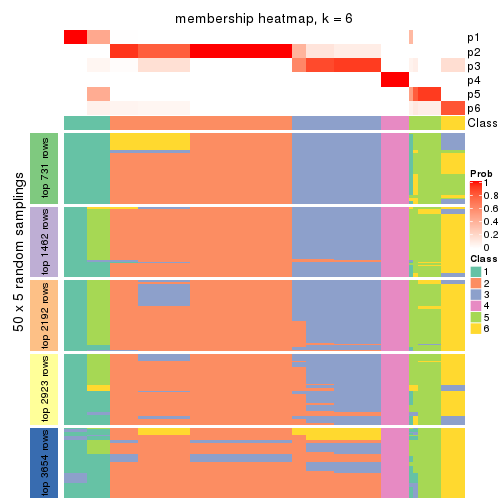 membership heatmap, k = 6
p1
p2
p3
p4
p5
p6
Class
50 x 5 random samplings
top 731 rows
top 1462 rows
top 2192 rows
top 2923 rows
top 3654 rows
Prob
1
0.8
0.6
0.4
0.2
0
Class
1
2
3
4
5
6